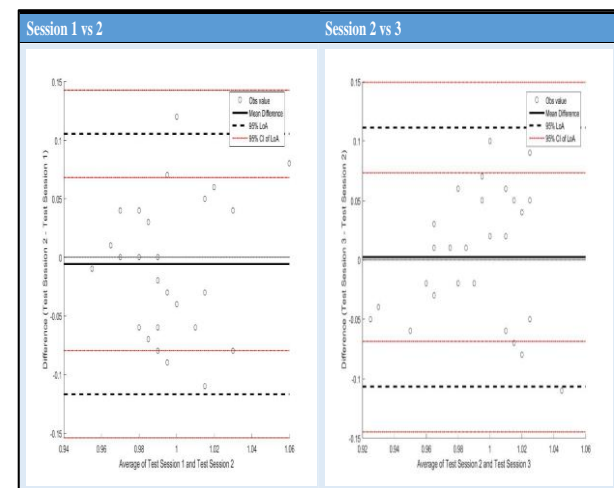 Session 1 vs 2
Session 2 vs 3
0.15
0.1
0.05
0
-0.05
-0.1
-0.15
Difference (Test Session 2 - Test Session 1)
Obs value
Mean Difference
95% LoA
95% CI of LoA
0.94 0.96 0.98 1 1.02 1.04 1.06
Average of Test Session 1 and Test Session 2
0.15
0.1
0.05
0
-0.05
-0.1
-0.15
Difference (Test Session 3 - Test Session 2)
Obs value
Mean Difference
95% LoA
95% CI of LoA
0.92 0.94 0.96 0.98 1 1.02 1.04 1.06
Average of Test Session 2 and Test Session 3